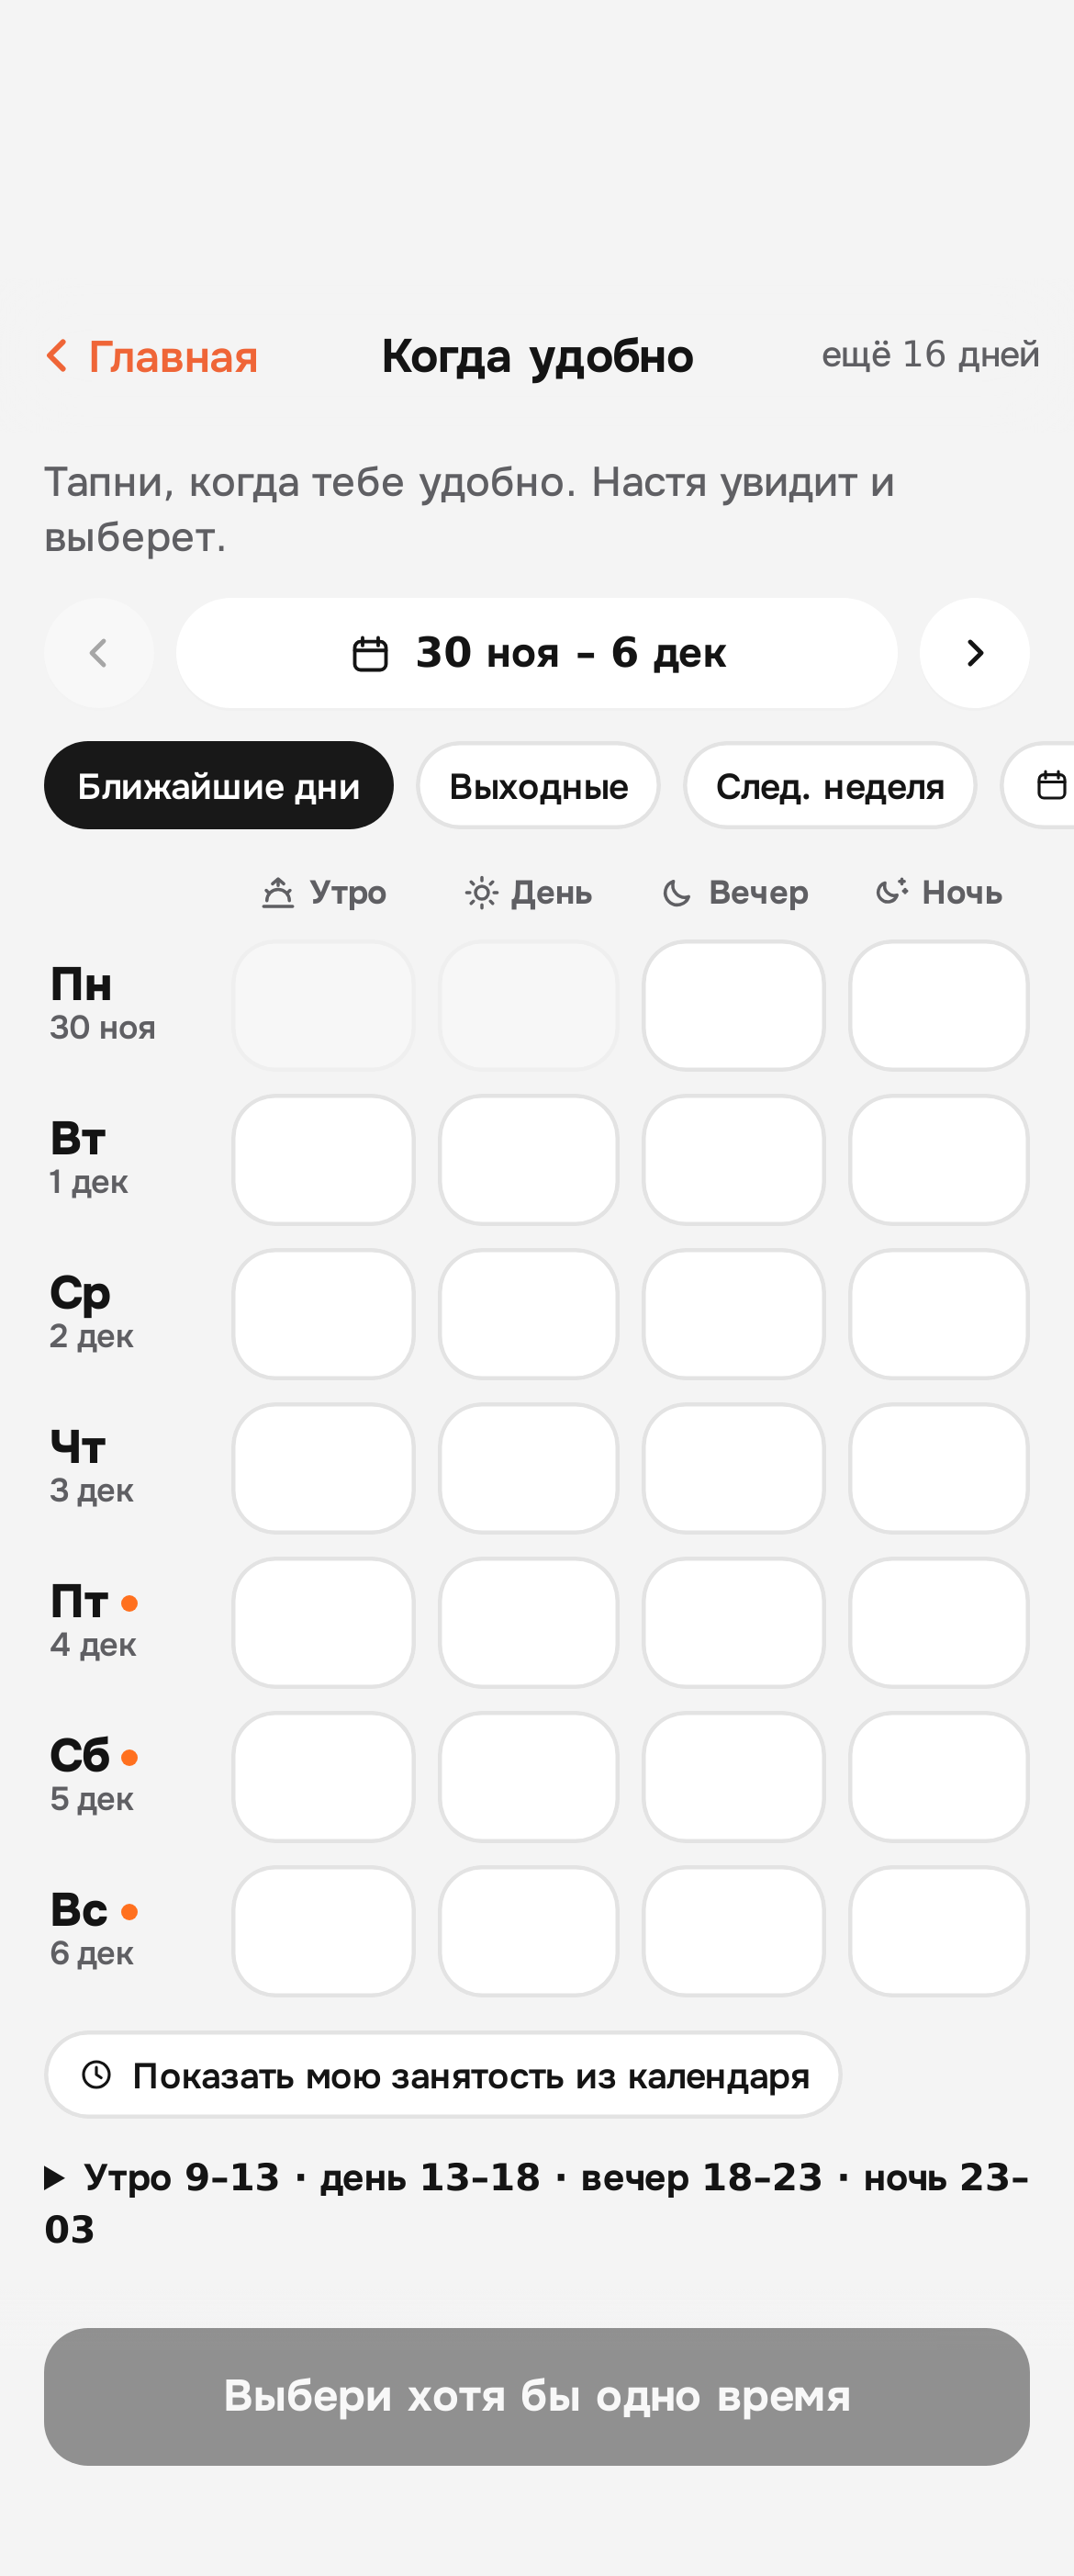 Главная
Когда удобно
ещё 16 дней
Тапни, когда тебе удобно. Настя увидит и
выберет.
30 ноя – 6 дек
Ближайшие дни
Выходные
След. неделя
Утро
День
Вечер
Ночь
Пн
30 ноя
Вт
1 дек
Ср
2 дек
Чт
3 дек
Пт
4 дек
Сб
5 дек
Вс
6 дек
Показать мою занятость из календаря
Утро 9–13 · день 13–18 · вечер 18–23 · ночь 23–
03
Выбери хотя бы одно время